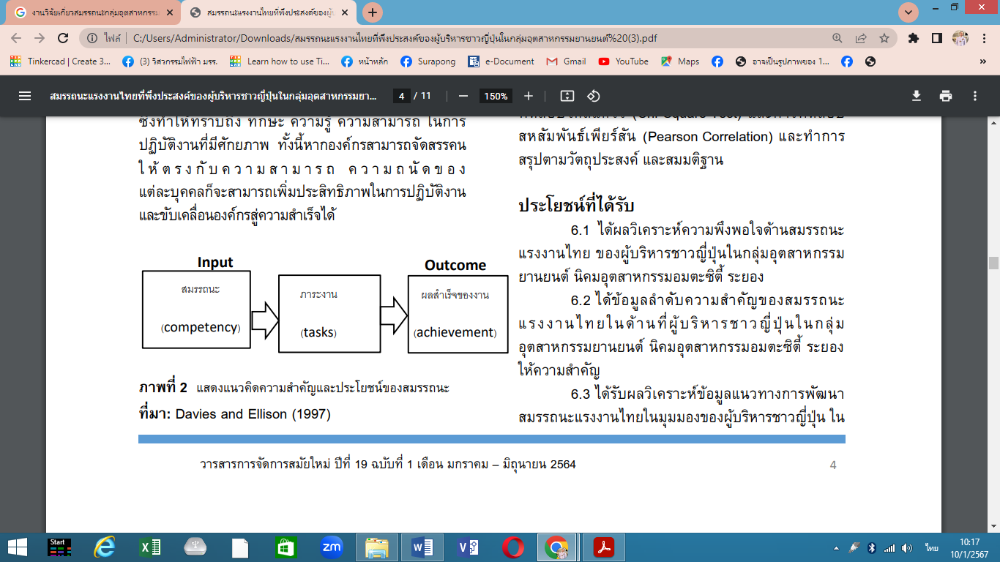 งานวิจัยเกี่ยวสมรรถนะกลุ่มอุตสาหกรรม
สมรรถนะแรงงานไทยที่พึงประสงค์ของผู้บ
ไฟล์
C:/Users/Administrator/Downloads/สมรรถนะแรงงานไทยที่พึงประสงค์ของผู้บริหารชาวญี่ปุ่นในกลุ่มอุตสาหกรรมยานยนต์%20(3).pdf
Tinkercad | Create 3...
(3) วิศวกรรมไฟฟ้า มรร.
Learn how to use Ti...
หน้าหลัก
Surapong
e-Document
Gmail
YouTube
Maps
อาจเป็นรูปภาพของ 1...
»
สมรรถนะแรงงานไทยที่พึงประสงค์ของผู้บริหารชาวญี่ปุ่นในกลุ่มอุตสาหกรรมยา...
4 / 11
150%
ซึ่งทำให้ทราบถึง ทักษะ ความรู้ ความสามารถ ในการ
ปฏิบัติงานที่มีศักยภาพ ทั้งนี้หากองค์กรสามารถจัดสรรคน
ให้ตรงกับความสามารถ ความถนัดของ
แต่ละบุคคลก็จะสามารถเพิ่มประสิทธิภาพในการปฏิบัติงาน
และขับเคลื่อนองค์กรสู่ความสำเร็จได้
Input
Outcome
สมรรถนะ
(competency)
ภาระงาน
(tasks)
ผลสำเร็จของงาน
(achievement)
ภาพที่ 2 แสดงแนวคิดความสำคัญและประโยชน์ของสมรรถนะ
ที่มา: Davies and Ellison (1997)
สหสัมพันธ์เพียร์สัน (Pearson Correlation) และทำการ
สรุปตามวัตถุประสงค์ และสมมติฐาน
ประโยชน์ที่ได้รับ
6.1 ได้ผลวิเคราะห์ความพึงพอใจด้านสมรรถนะ
แรงงานไทย ของผู้บริหารชาวญี่ปุ่นในกลุ่มอุตสาหกรรม
ยานยนต์ นิคมอุตสาหกรรมอมตะซิตี้ ระยอง
6.2 ได้ข้อมูลลำดับความสำคัญของสมรรถนะ
แรงงานไทยในด้านที่ผู้บริหารชาวญี่ปุ่นในกลุ่ม
อุตสาหกรรมยานยนต์ นิคมอุตสาหกรรมอมตะซิตี้ ระยอง
ให้ความสำคัญ
6.3 ได้รับผลวิเคราะห์ข้อมูลแนวทางการพัฒนา
สมรรถนะแรงงานไทยในมุมมองของผู้บริหารชาวญี่ปุ่น ใน
วารสารการจัดการสมัยใหม่ ปีที่ 19 ฉบับที่ 1 เดือน มกราคม – มิถุนายน 2564
4
Start
zm
ไทย
10:17
10/1/2567